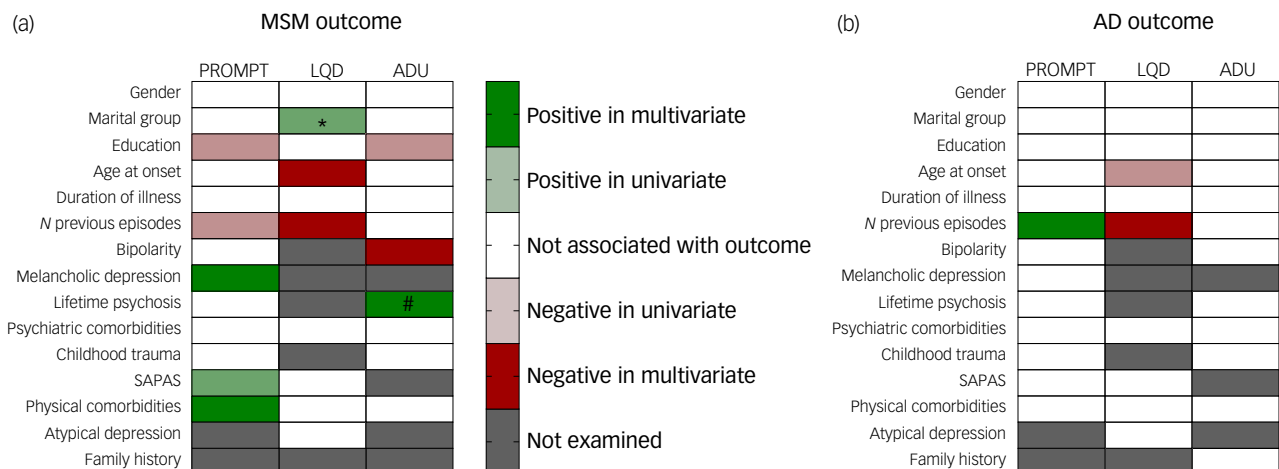 (a)
MSM outcome
PROMPT LQD ADU
Gender
Marital group *
Education
Age at onset
Duration of illness
N previous episodes
Bipolarity
Melancholic depression
Lifetime psychosis #
Psychiatric comorbidities
Childhood trauma
SAPAS
Physical comorbidities
Atypical depression
Family history
Positive in multivariate
Positive in univariate
Not associated with outcome
Negative in univariate
Negative in multivariate
Not examined
(b)
AD outcome
PROMPT LQD ADU
Gender
Marital group
Education
Age at onset
Duration of illness
N previous episodes
Bipolarity
Melancholic depression
Lifetime psychosis
Psychiatric comorbidities
Childhood trauma
SAPAS
Physical comorbidities
Atypical depression
Family history